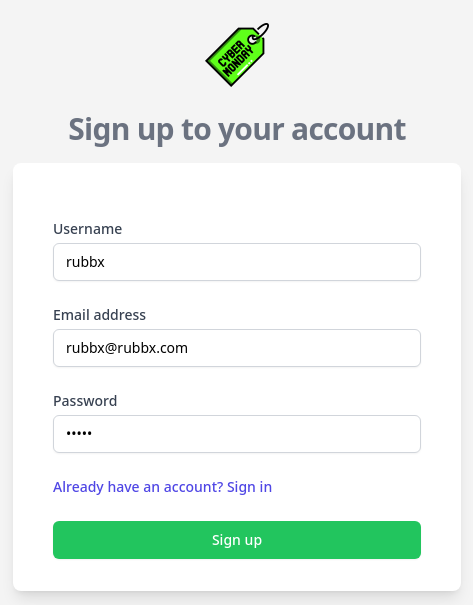 CYBER
MONDAY
Sign up to your account
Username
rubbx
Email address
rubbx@rubbx.com
Password
•••••
Already have an account? Sign in
Sign up